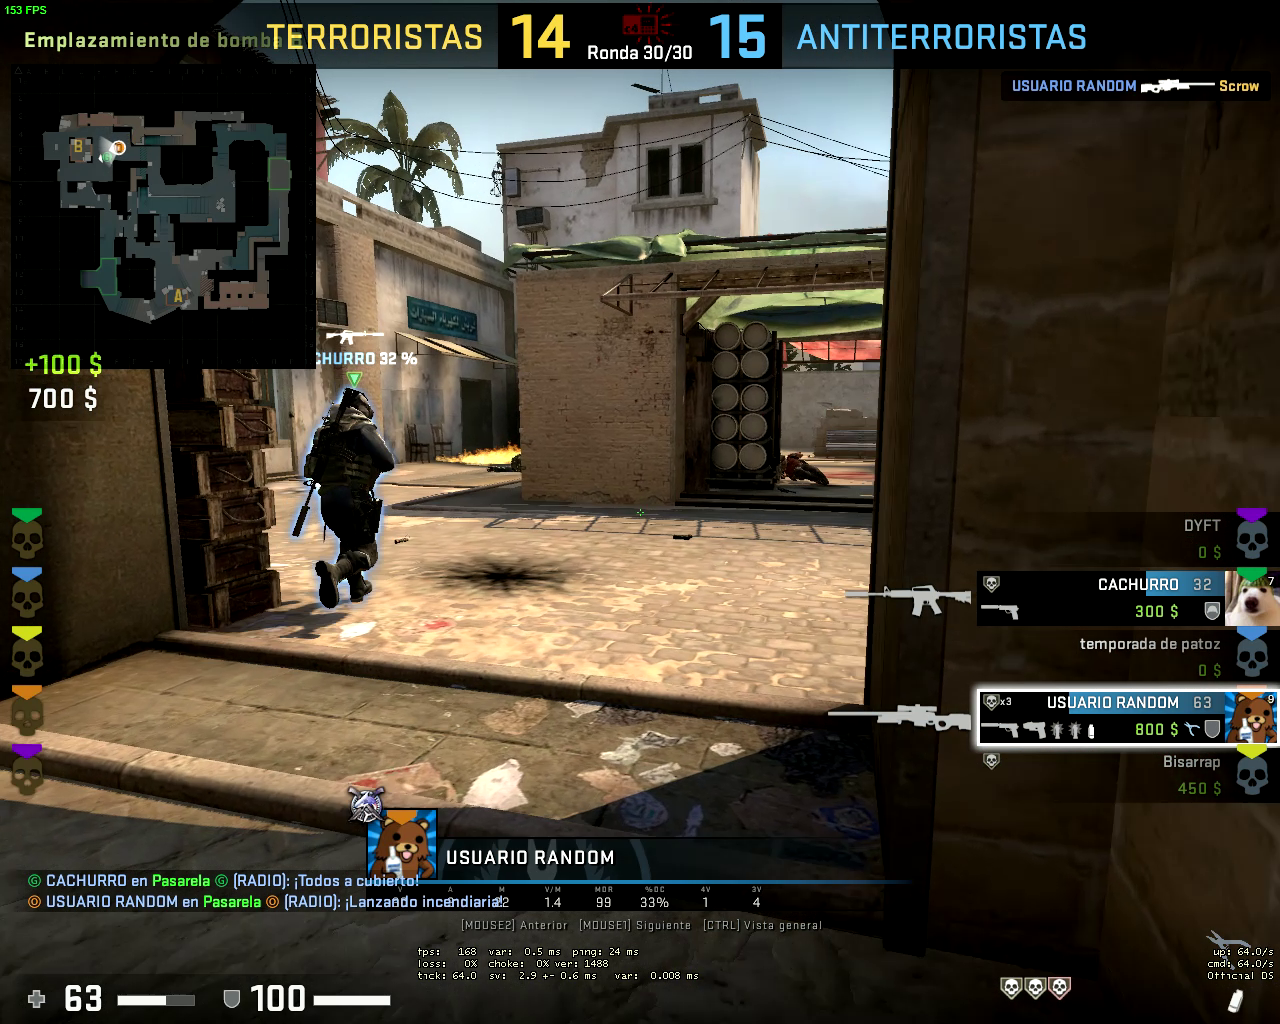 153 FPS
Emplazamiento de bomba
TERRORISTAS 14 Ronda 30/30 15 ANTITERRORISTAS
USUARIO RANDOM Scrow
B
A
+100 $
700 $
CHURRO 32 %
DYFT
0 $
CACHURRO 32 7
300 $
temporada de patoz
0 $
x3 USUARIO RANDOM 63 9
800 $
Bisarrap
450 $
USUARIO RANDOM
Ⓖ CACHURRO en Pasarela Ⓖ (RADIO): ¡Todos a cubierto!
Ⓞ USUARIO RANDOM en Pasarela Ⓞ (RADIO): ¡Lanzando incendiaria!
A M V/M MDR %DC 4V 3V
2 1.4 99 33% 1 4
[MOUSE2] Anterior [MOUSE1] Siguiente [CTRL] Vista general
fps: 168 var: 0.5 ms ping: 24 ms
loss: 0% choke: 0% ver: 1488
tick: 64.0 sv: 2.9 +- 0.6 ms var: 0.008 ms
up: 64.0/s
cmd: 64.0/s
Official DS
63 100